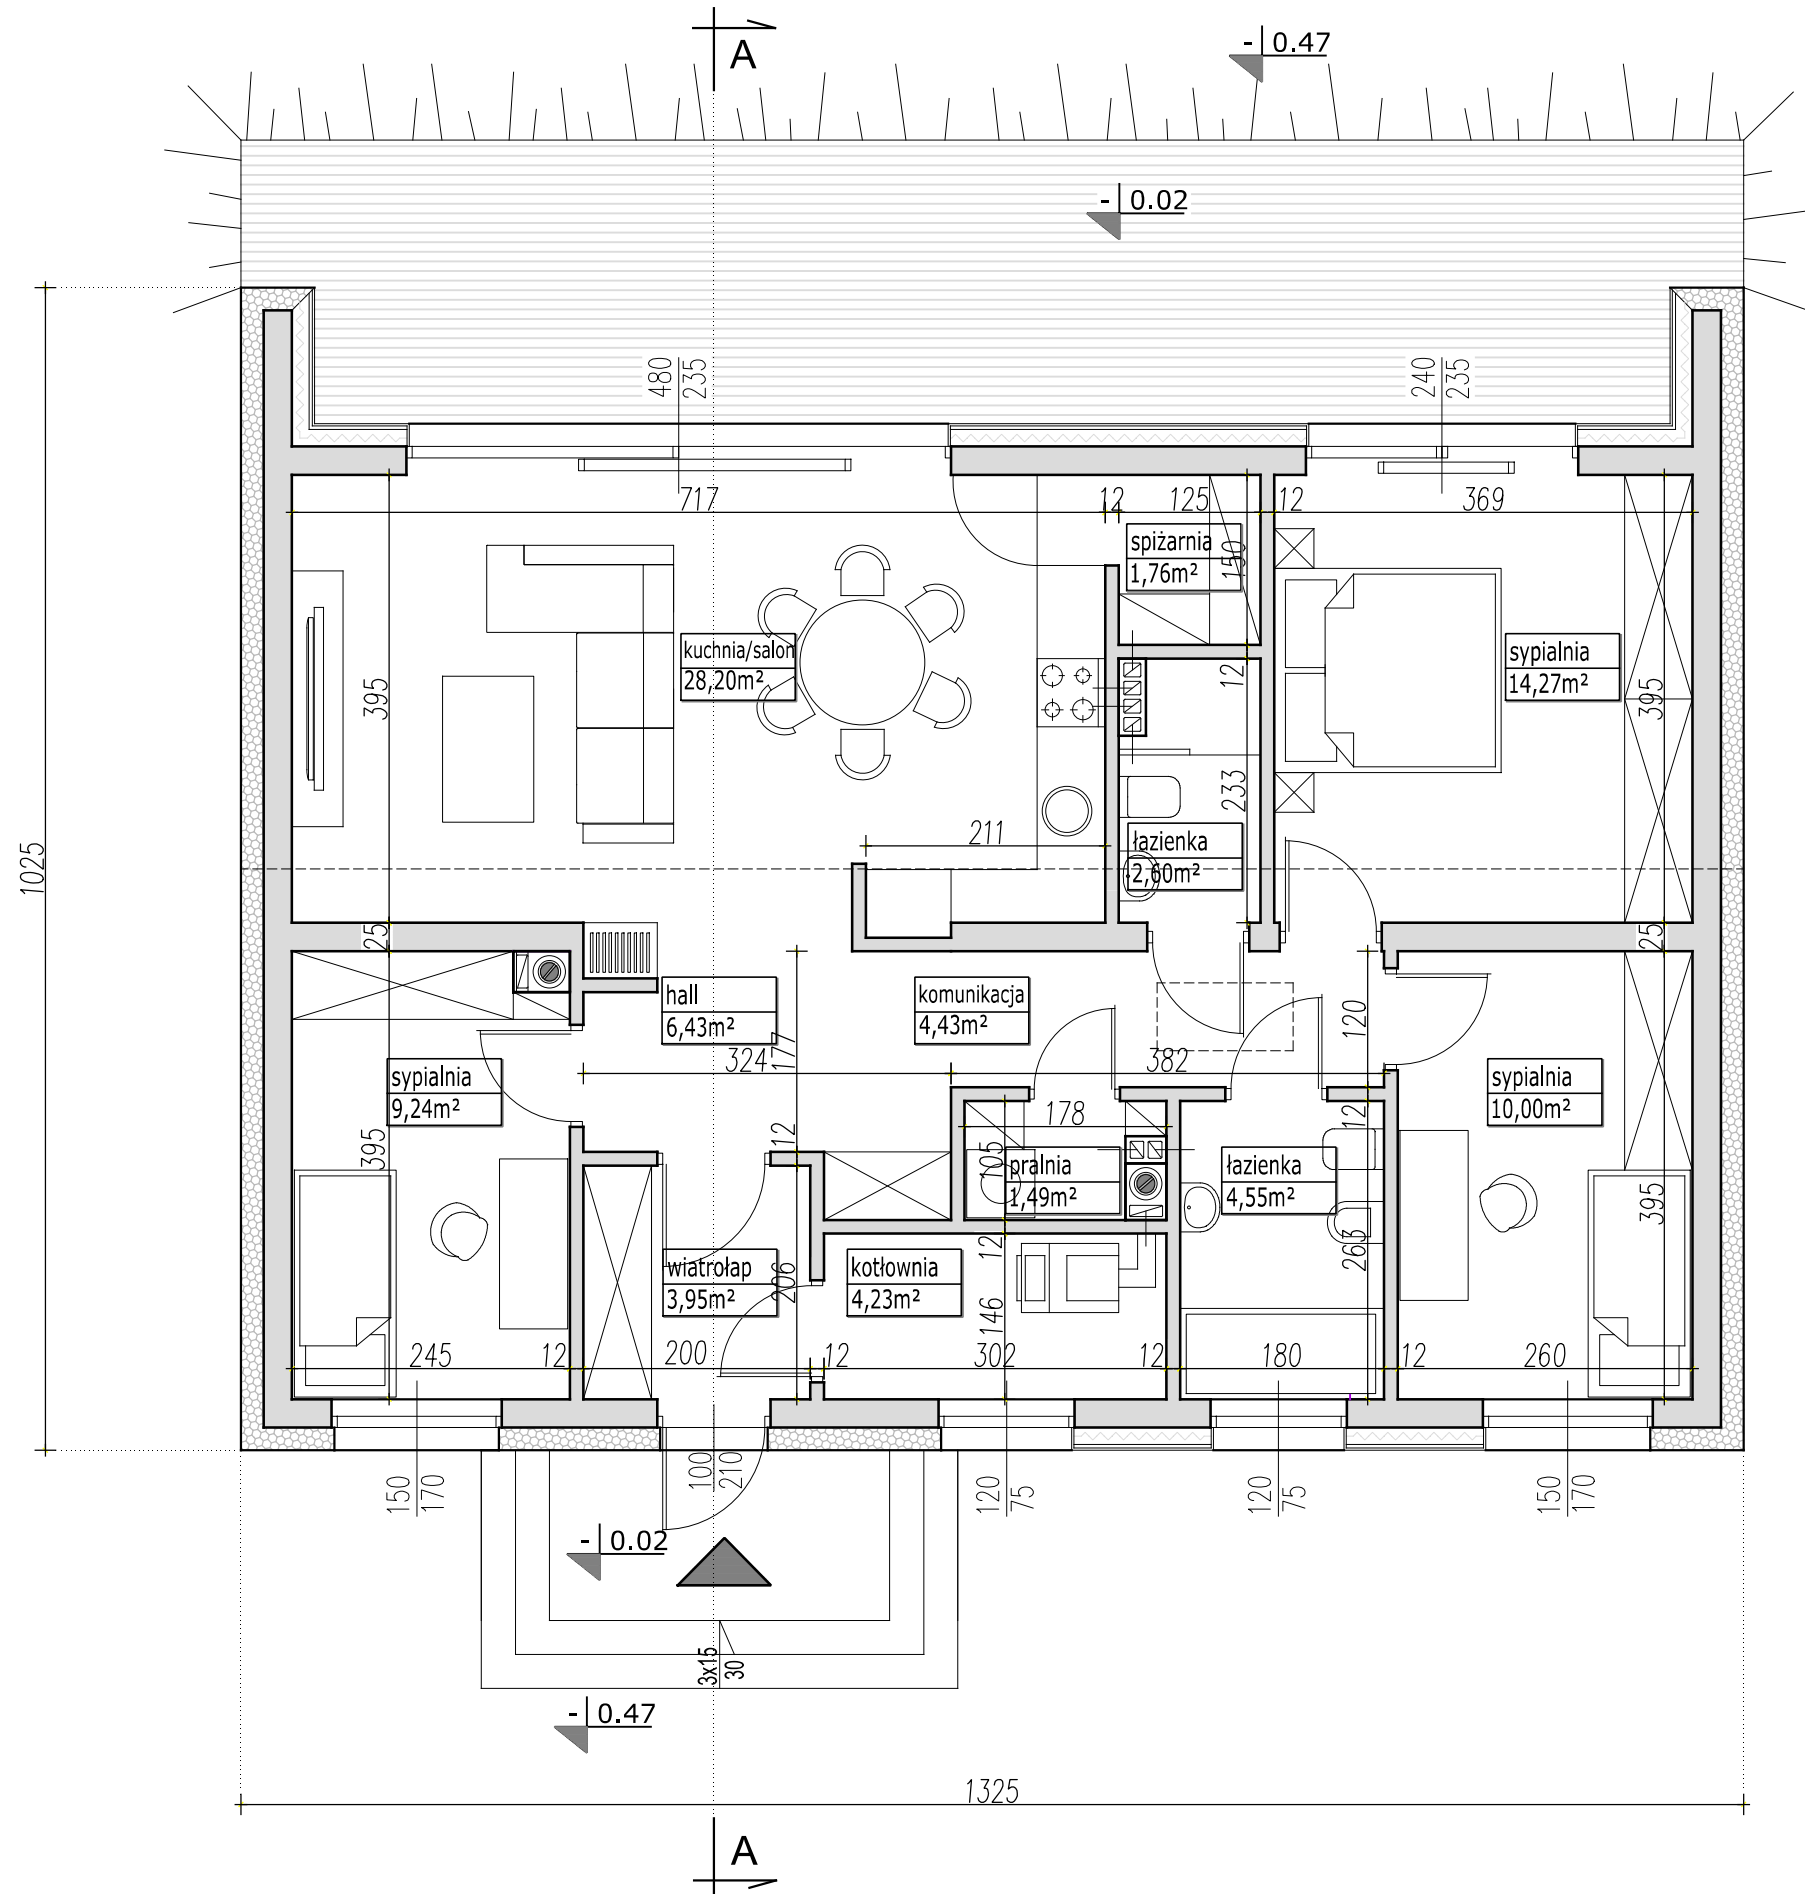 A
- 0.47
- 0.02
480
235
240
235
717
12
125
12
369
spiżarnia
1,76m²
150
kuchnia/salon
28,20m²
sypialnia
14,27m²
395
12
395
233
łazienka
2,60m²
211
1025
25
25
hall
6,43m²
komunikacja
4,43m²
177
120
324
382
sypialnia
9,24m²
sypialnia
10,00m²
178
12
12
395
105
pralnia
1,49m²
łazienka
4,55m²
395
12
263
wiatrołap
3,95m²
206
kotłownia
4,23m²
146
245
12
200
12
302
12
180
12
260
150
170
100
210
120
75
120
75
150
170
- 0.02
3x15
30
- 0.47
1325
A